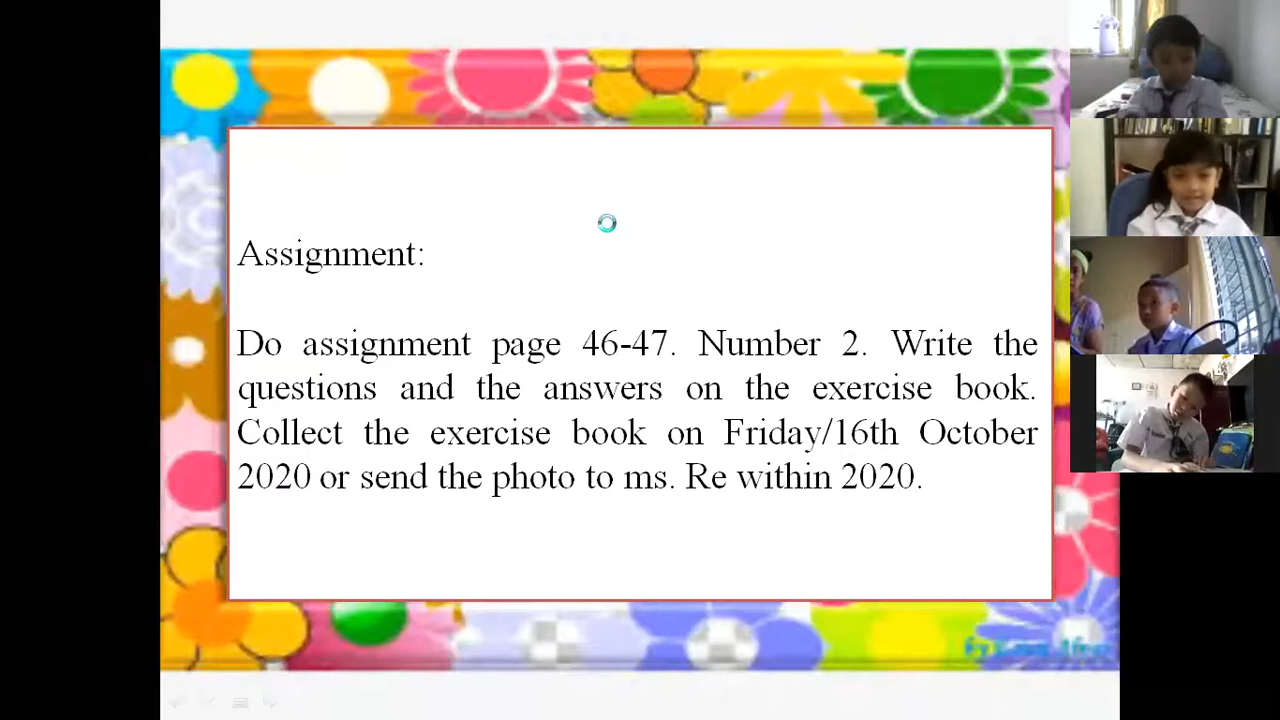 Assignment:
Do assignment page 46-47. Number 2. Write the
questions and the answers on the exercise book.
Collect the exercise book on Friday/16th October
2020 or send the photo to ms. Re within 2020.